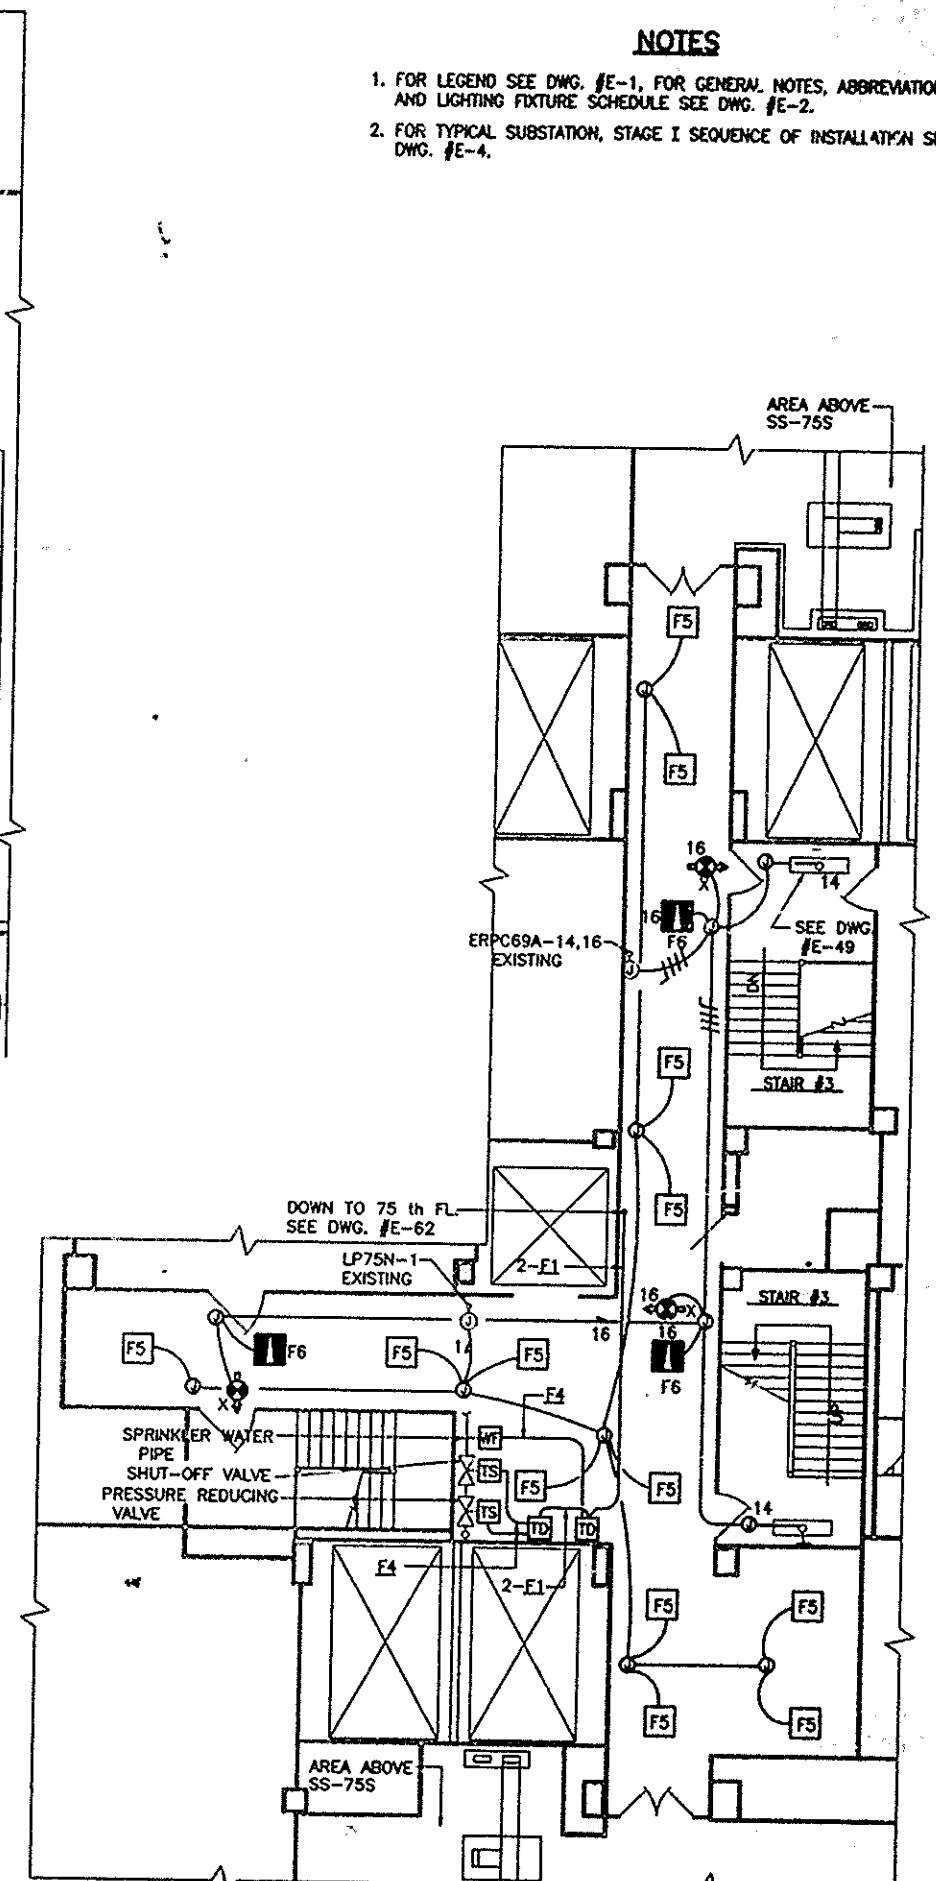 NOTES
1. FOR LEGEND SEE DWG. #E-1, FOR GENERAL NOTES, ABBREVIATION
AND LIGHTING FIXTURE SCHEDULE SEE DWG. #E-2.
2. FOR TYPICAL SUBSTATION, STAGE I SEQUENCE OF INSTALLATION S
DWG. #E-4.
AREA ABOVE
SS-75S
F5
J
F5
16
X
J
14
16
F6
J
SEE DWG.
#E-49
ERPC69A-14,16
EXISTING
J
DN
F5
STAIR #3
J
F5
DOWN TO 75 th FL.
SEE DWG. #E-62
2-F1
LP75N-1
EXISTING
STAIR #3
16
X
J
J
J
16
16
F6
F5
F6
F5
F5
F6
J
X
J
F4
SPRINKLER WATER
PIPE
WF
J
SHUT-OFF VALVE
TS
F5
F5
PRESSURE REDUCING
VALVE
TS
TD
TD
14
J
F4
2-F1
F5
F5
J
J
F5
F5
AREA ABOVE
SS-75S